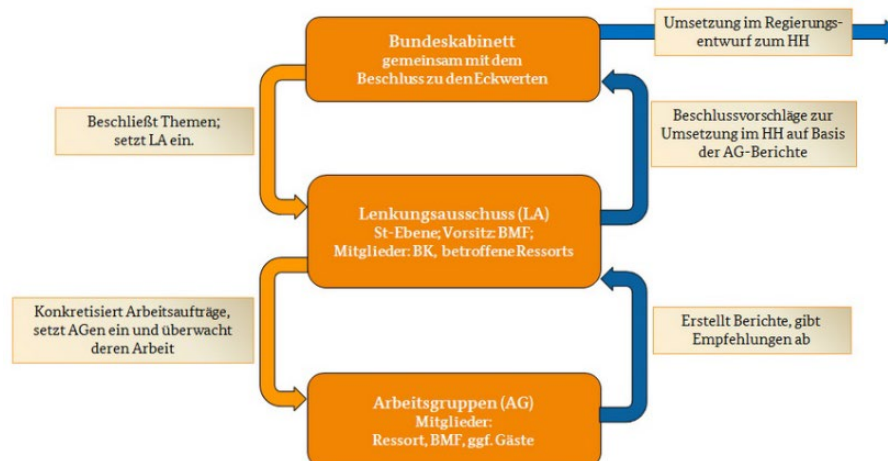 Bundeskabinett
gemeinsam mit dem
Beschluss zu den Eckwerten
Umsetzung im Regierungs-
entwurf zum HH
Beschließt Themen;
setzt LA ein.
Beschlussvorschläge zur
Umsetzung im HH auf Basis
der AG-Berichte
Lenkungsausschuss (LA)
St-Ebene; Vorsitz: BMF;
Mitglieder: BK, betroffene Ressorts
Konkretisiert Arbeitsaufträge,
setzt AGen ein und überwacht
deren Arbeit
Erstellt Berichte, gibt
Empfehlungen ab
Arbeitsgruppen (AG)
Mitglieder:
Ressort, BMF, ggf. Gäste